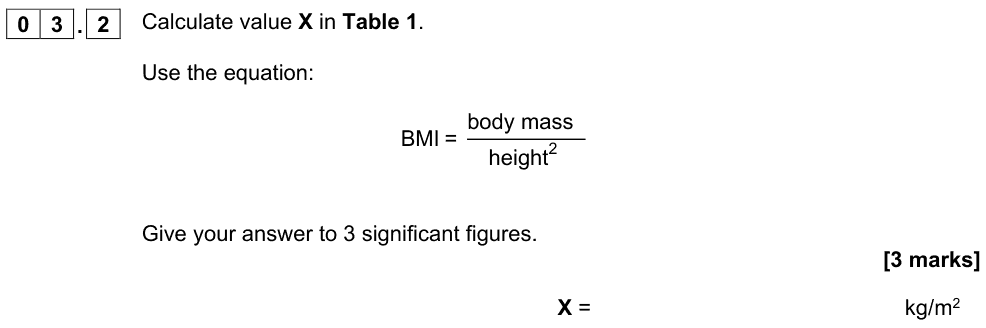 0 3 . 2 Calculate value X in Table 1.
Use the equation:
BMI = body mass / height²
Give your answer to 3 significant figures.
[3 marks]
X = kg/m²